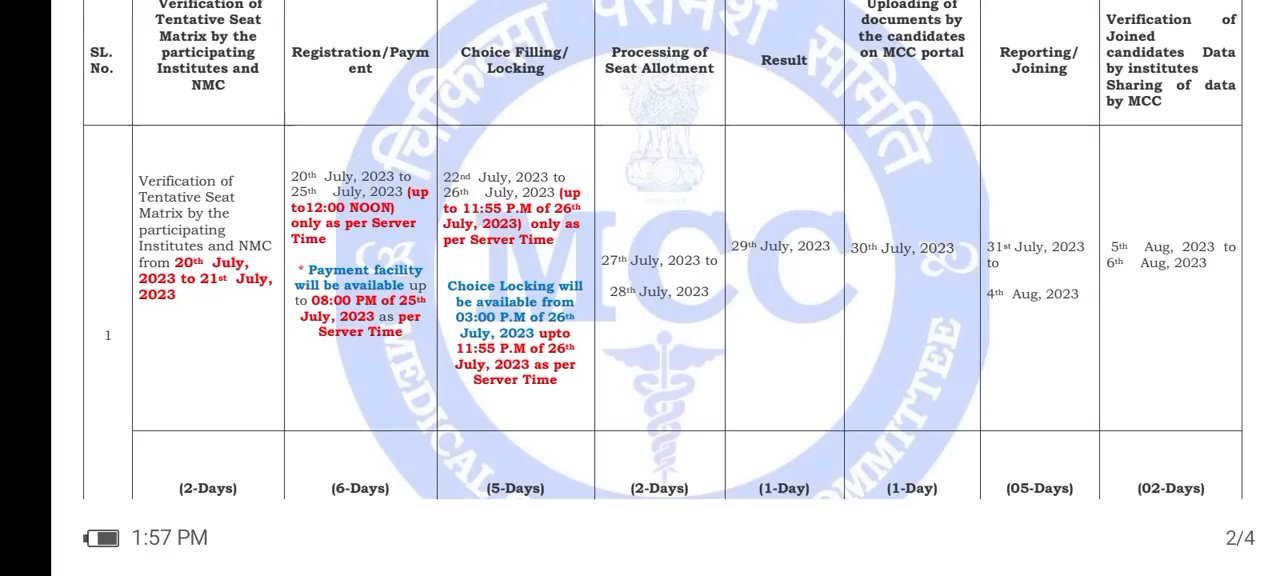 Verification of
Tentative Seat
Matrix by the
participating
Institutes and
NMC
SL.
No.
Registration/Paym
ent
Choice Filling/
Locking
Processing of
Seat Allotment
Result
Uploading of
documents by
the candidates
on MCC portal
Reporting/
Joining
Verification of
Joined
candidates Data
by institutes
Sharing of data
by MCC
1
Verification of
Tentative Seat
Matrix by the
participating
Institutes and NMC
from 20th July,
2023 to 21st July,
2023
20th July, 2023 to
25th July, 2023 (up
to12:00 NOON)
only as per Server
Time
* Payment facility
will be available up
to 08:00 PM of 25th
July, 2023 as per
Server Time
22nd July, 2023 to
26th July, 2023 (up
to 11:55 P.M of 26th
July, 2023) only as
per Server Time
Choice Locking will
be available from
03:00 P.M of 26th
July, 2023 upto
11:55 P.M of 26th
July, 2023 as per
Server Time
27th July, 2023 to
28th July, 2023
29th July, 2023
30th July, 2023
31st July, 2023
to
4th Aug, 2023
5th Aug, 2023 to
6th Aug, 2023
(2-Days)
(6-Days)
(5-Days)
(2-Days)
(1-Day)
(1-Day)
(05-Days)
(02-Days)
चिकित्सा परामर्श समिति
MCC
MEDICAL
COMMITTEE
1:57 PM
2/4